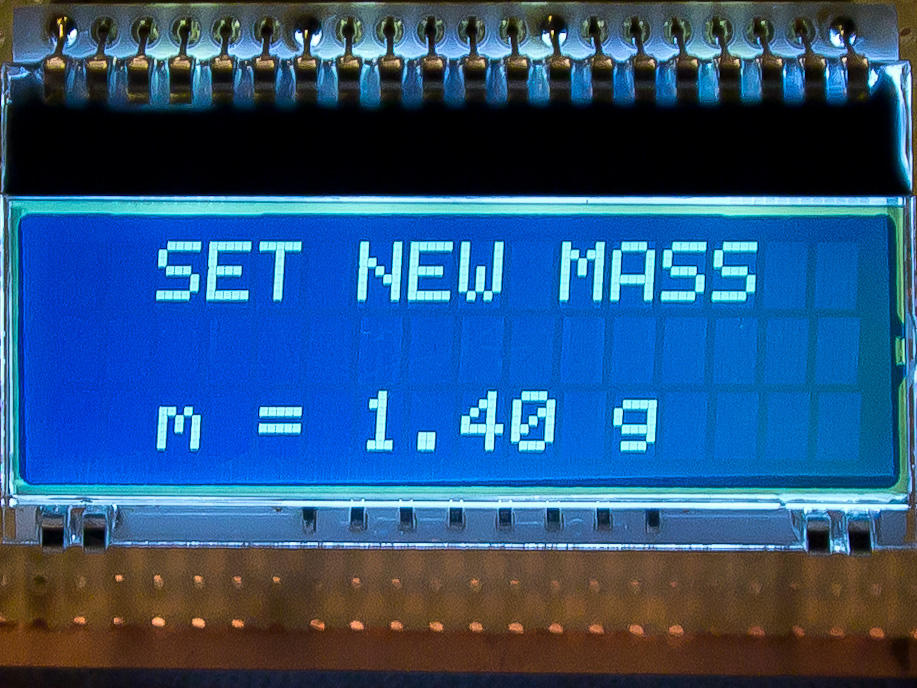 SET NEW MASS
m = 1.40 g